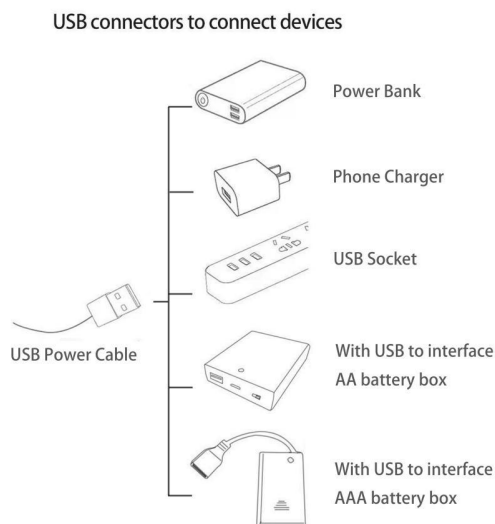 USB connectors to connect devices
Power Bank
Phone Charger
USB Socket
USB Power Cable
With USB to interface
AA battery box
With USB to interface
AAA battery box